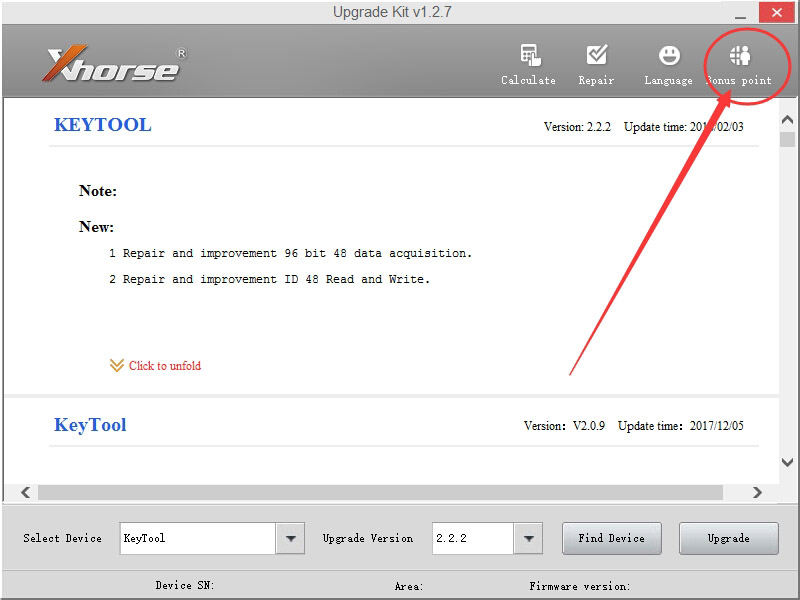 Upgrade Kit v1.2.7
Xhorse ®
Calculate Repair Language Bonus point
KEYTOOL Version: 2.2.2 Update time:
Note:
New:
1 Repair and improvement 96 bit 48 data acquisition.
2 Repair and improvement ID 48 Read and Write.
Click to unfold
KeyTool Version: V2.0.9 Update time: 2017/12/05
Select Device KeyTool Upgrade Version 2.2.2 Find Device Upgrade
Device SN: Area: Firmware version: